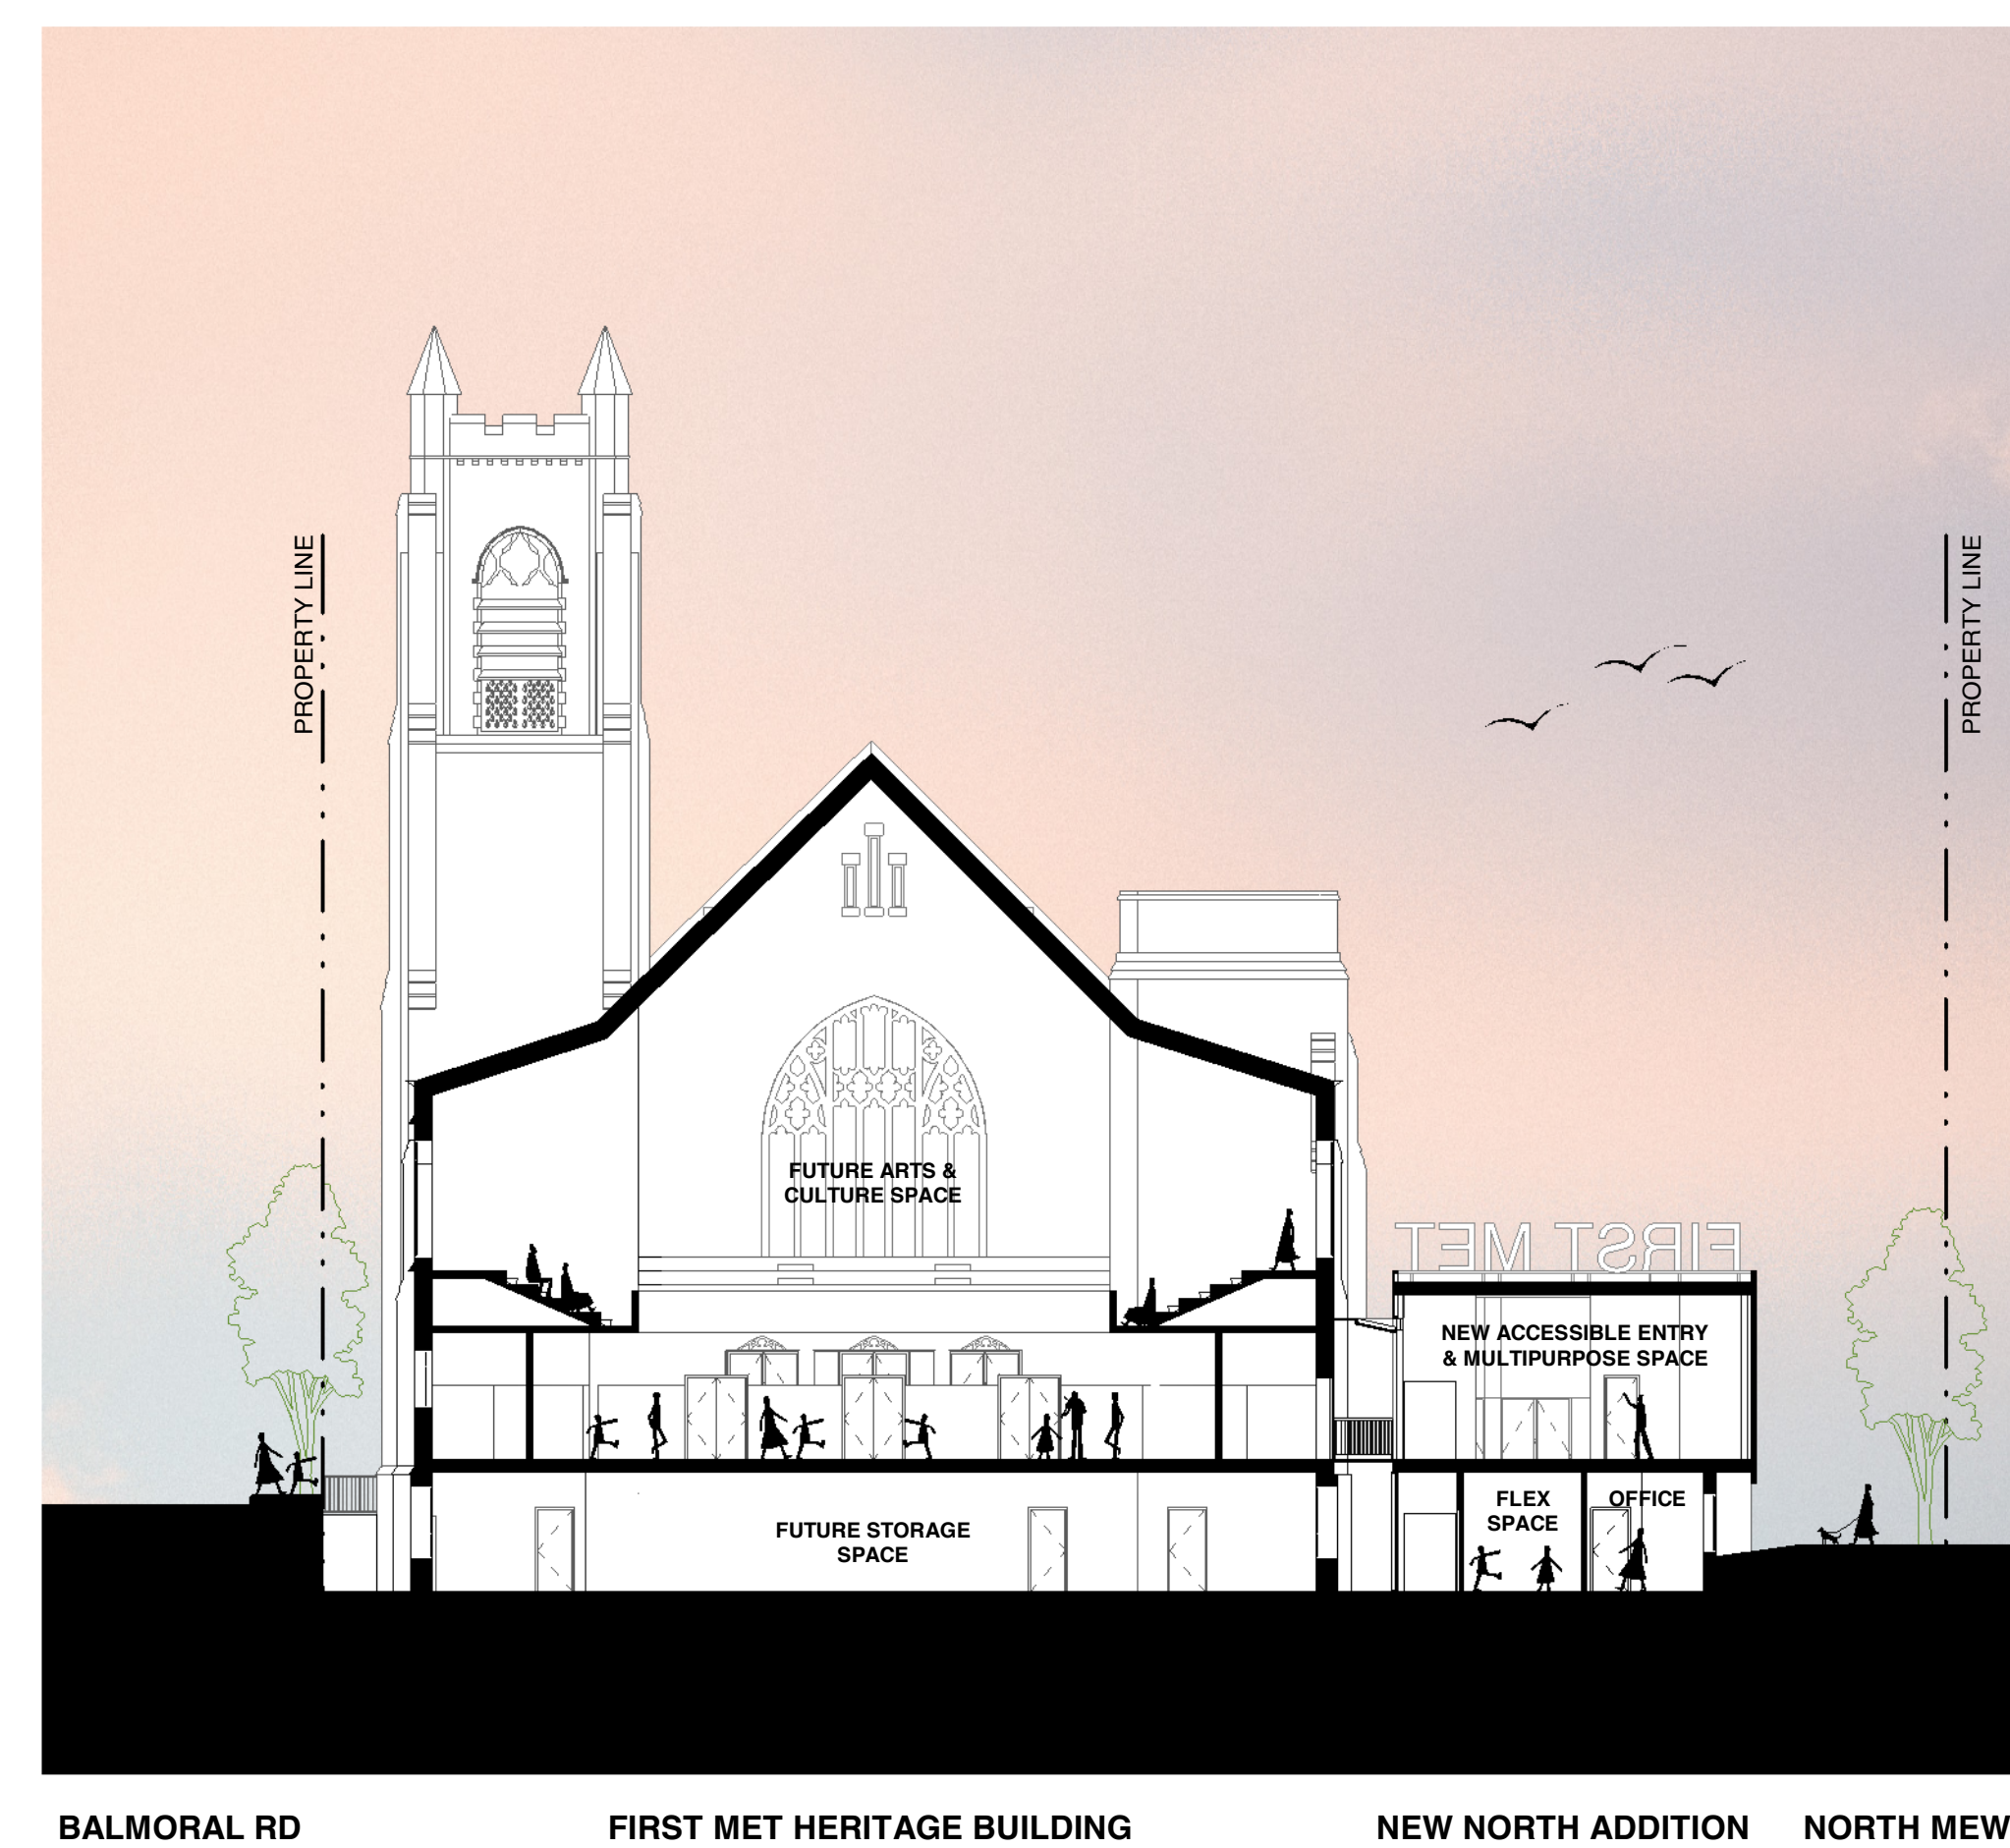 PROPERTY LINE
PROPERTY LINE
FUTURE ARTS &
CULTURE SPACE
FIRST MET
NEW ACCESSIBLE ENTRY
& MULTIPURPOSE SPACE
FLEX
SPACE
OFFICE
FUTURE STORAGE
SPACE
BALMORAL RD
FIRST MET HERITAGE BUILDING
NEW NORTH ADDITION
NORTH MEW